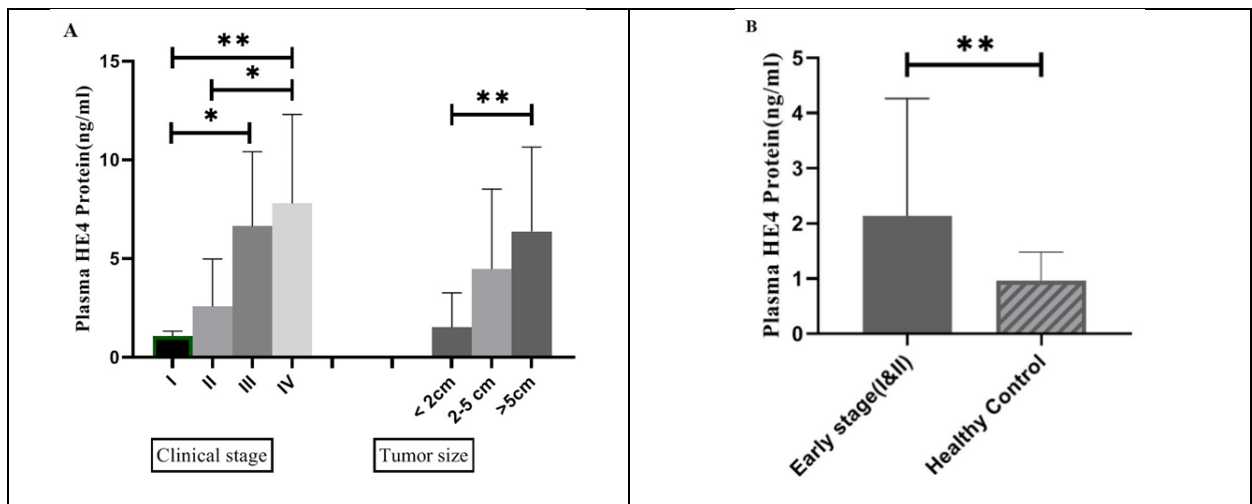 A
Plasma HE4 Protein(ng/ml)
15
10
5
0
**
*
*
**
I
II
III
IV
< 2cm
2-5 cm
>5cm
Clinical stage
Tumor size
B
Plasma HE4 Protein(ng/ml)
5
4
3
2
1
0
**
Early stage(I&II)
Healthy Control